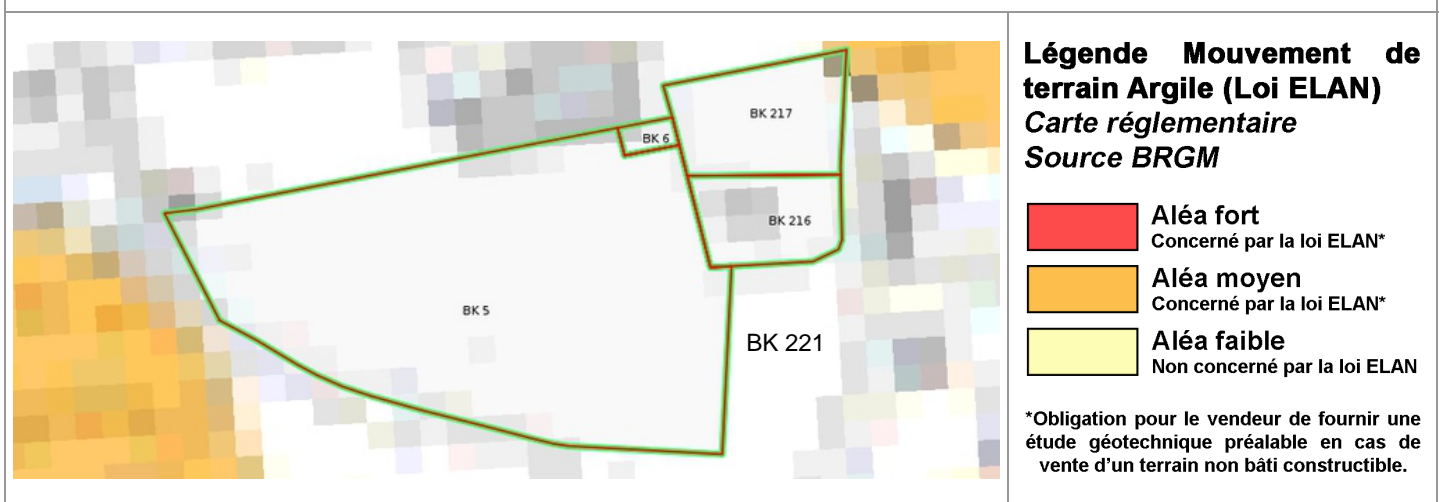 BK 217
BK 6
BK 216
BK 5
BK 221
Légende Mouvement de
terrain Argile (Loi ELAN)
Carte réglementaire
Source BRGM
Aléa fort
Concerné par la loi ELAN*
Aléa moyen
Concerné par la loi ELAN*
Aléa faible
Non concerné par la loi ELAN
*Obligation pour le vendeur de fournir une
étude géotechnique préalable en cas de
vente d'un terrain non bâti constructible.